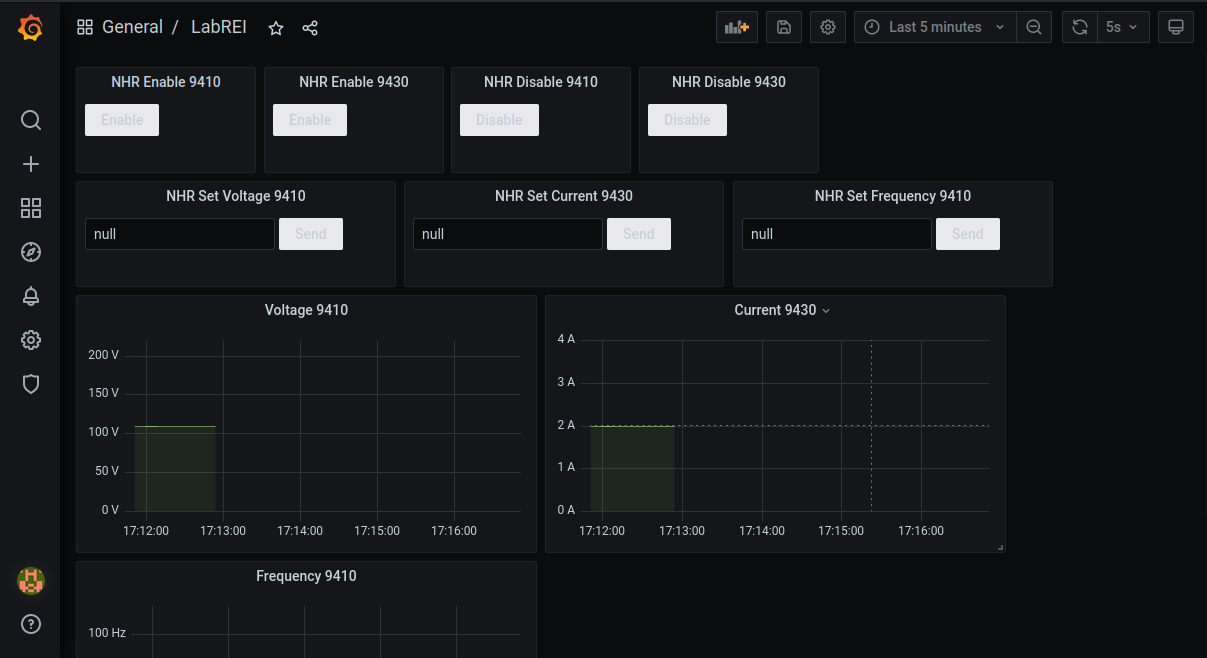 General / LabREI
Last 5 minutes
5s
NHR Enable 9410
NHR Enable 9430
NHR Disable 9410
NHR Disable 9430
Enable
Enable
Disable
Disable
NHR Set Voltage 9410
NHR Set Current 9430
NHR Set Frequency 9410
null
Send
null
Send
null
Send
Voltage 9410
200 V
150 V
100 V
50 V
0 V
17:12:00
17:13:00
17:14:00
17:15:00
17:16:00
Current 9430
4 A
3 A
2 A
1 A
0 A
17:12:00
17:13:00
17:14:00
17:15:00
17:16:00
Frequency 9410
100 Hz